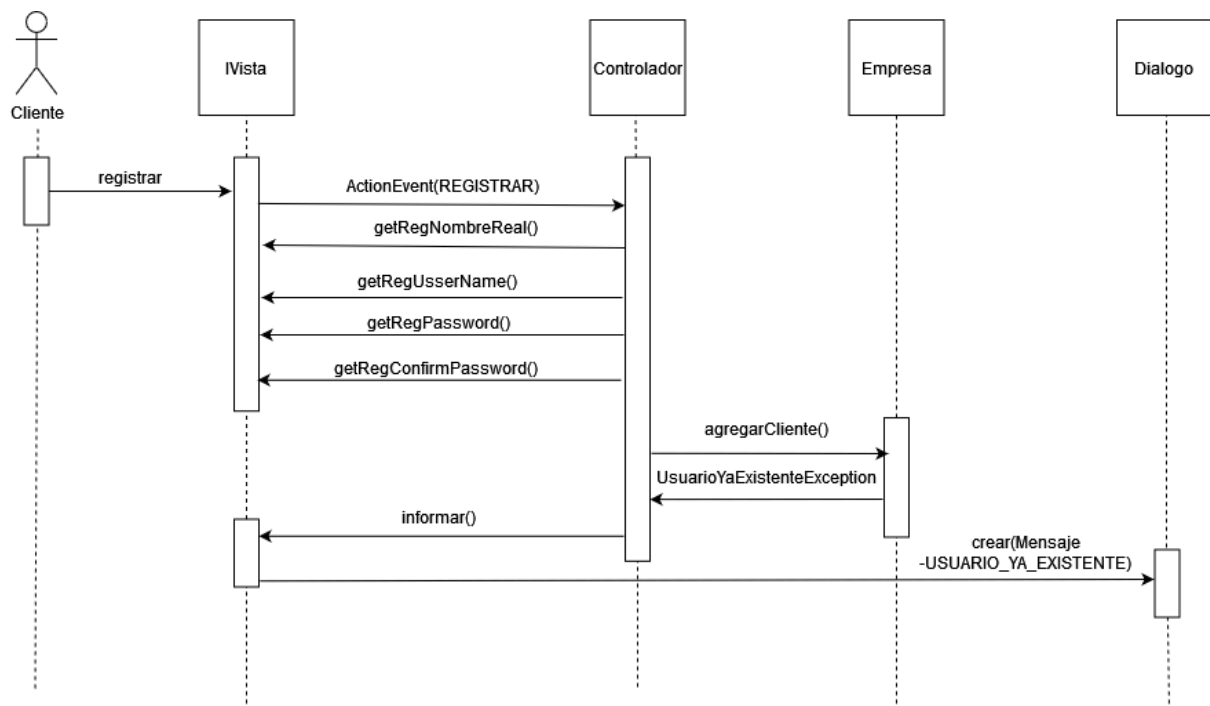 Cliente
IVista
Controlador
Empresa
Dialogo
registrar
ActionEvent(REGISTRAR)
getRegNombreReal()
getRegUsserName()
getRegPassword()
getRegConfirmPassword()
agregarCliente()
UsuarioYaExistenteException
informar()
crear(Mensaje
-USUARIO_YA_EXISTENTE)